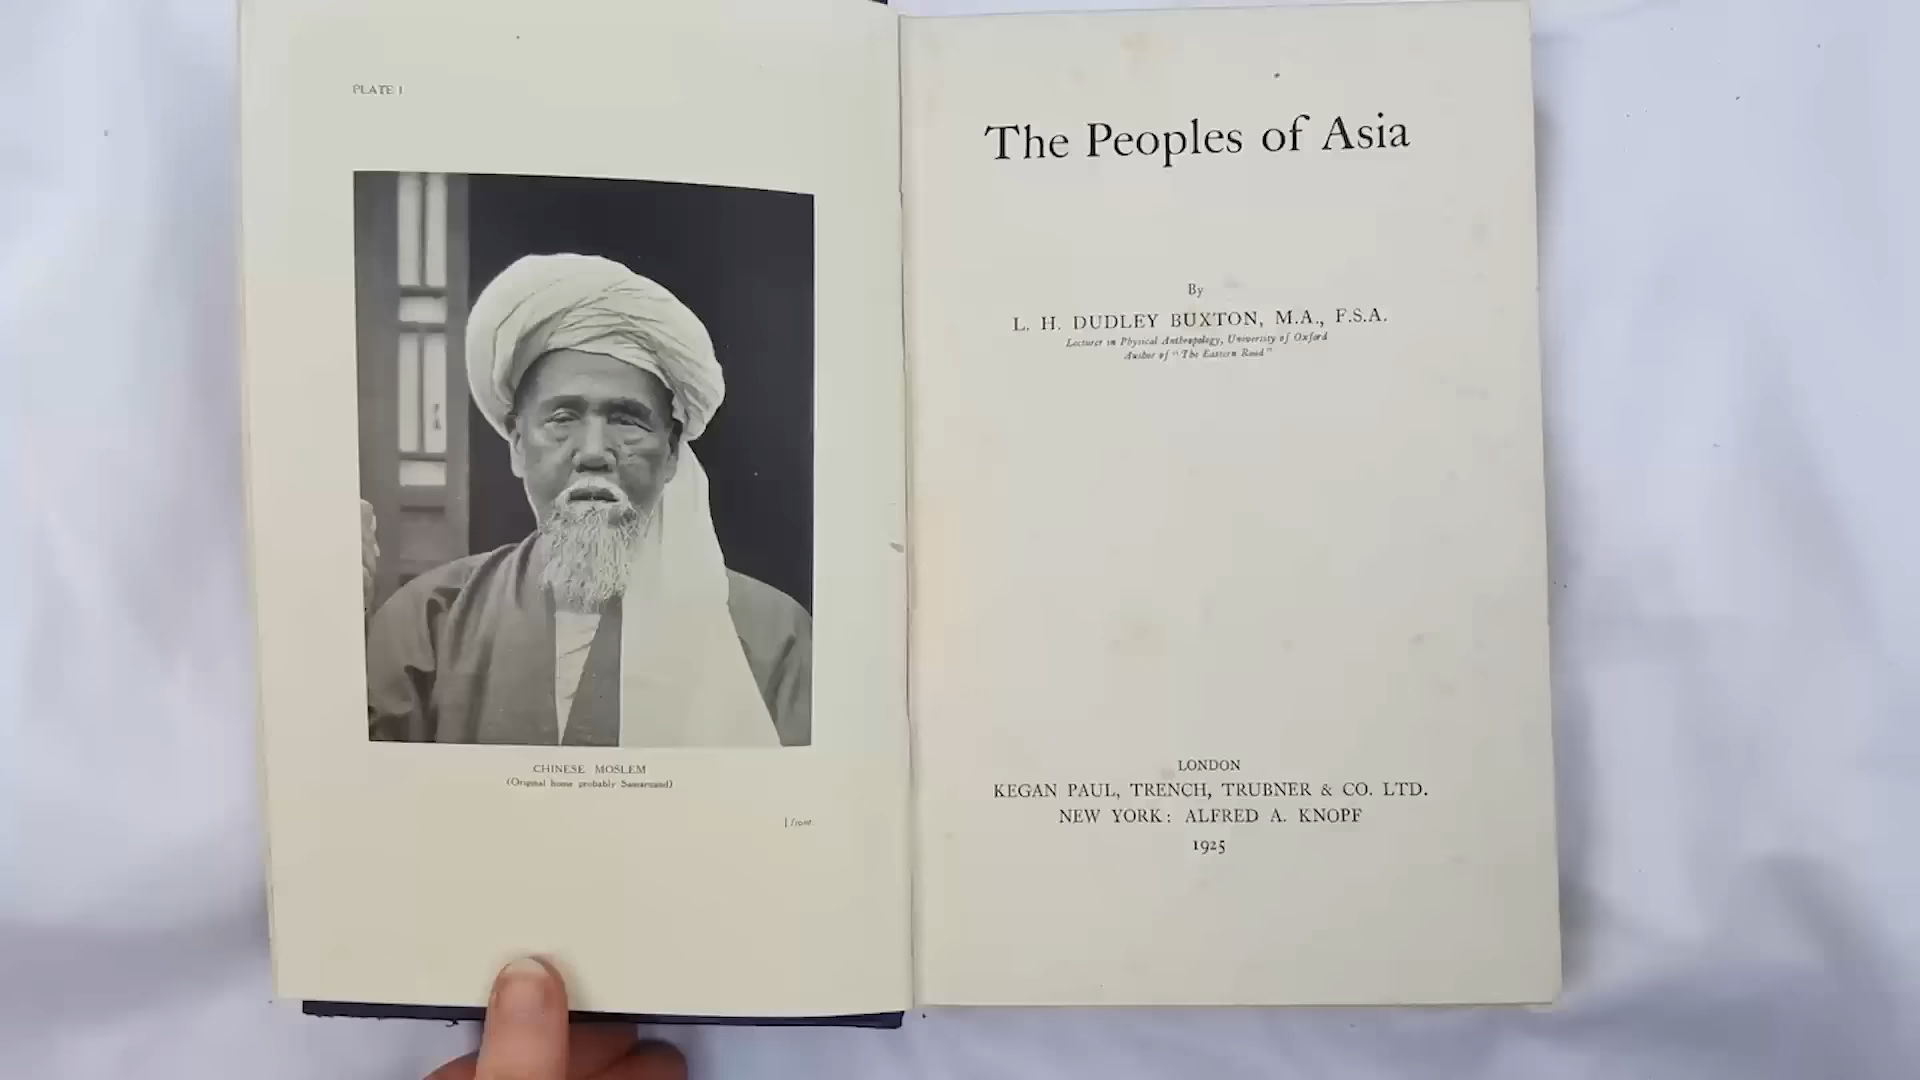 PLATE I
CHINESE MOSLEM
(Original home probably Samarqand)
[front.
The Peoples of Asia
By
L. H. DUDLEY BUXTON, M.A., F.S.A.
Lecturer in Physical Anthropology, University of Oxford
Author of "The Eastern Road"
LONDON
KEGAN PAUL, TRENCH, TRUBNER & CO. LTD.
NEW YORK: ALFRED A. KNOPF
1925